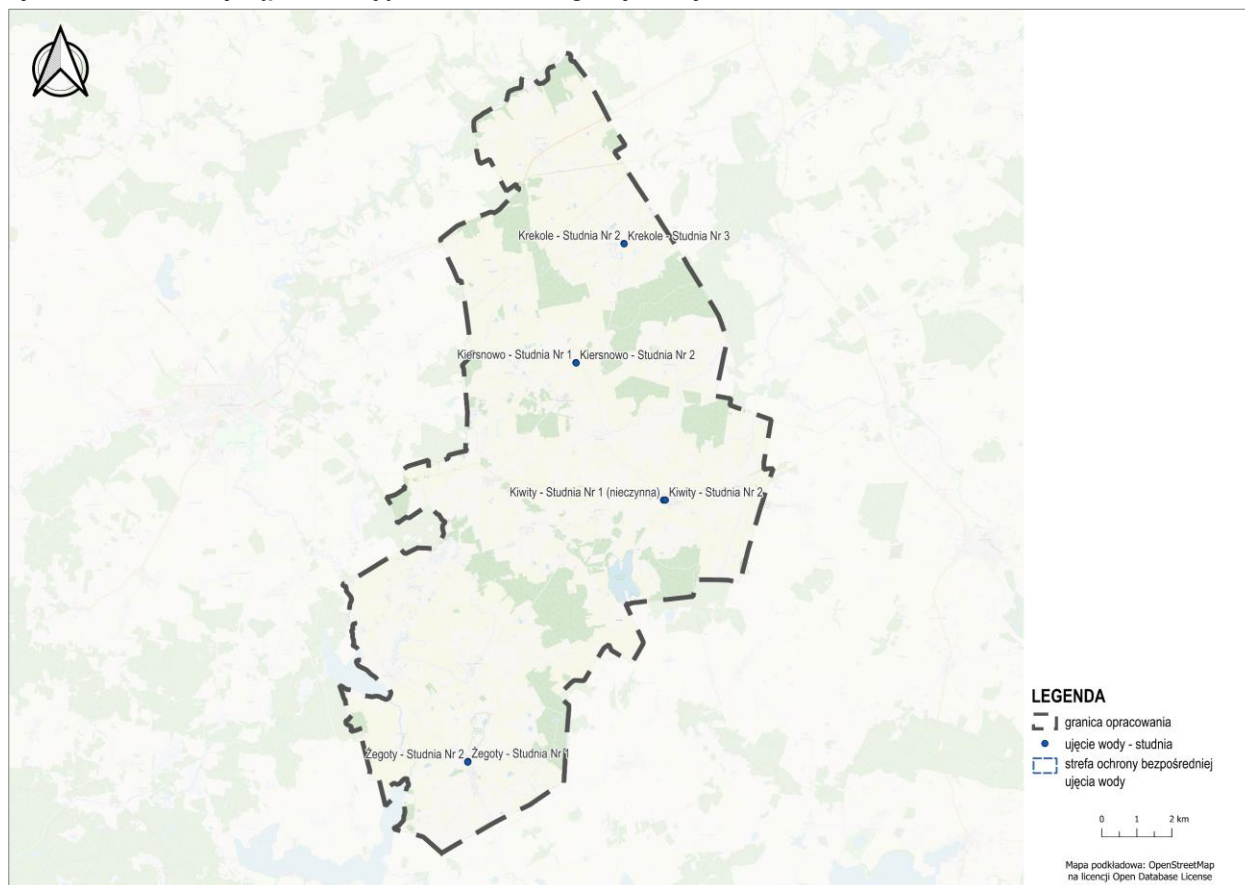 Krekole - Studnia Nr 2 Krekole - Studnia Nr 3
Kiersnowo - Studnia Nr 1 Kiersnowo - Studnia Nr 2
Kiwity - Studnia Nr 1 (nieczynna) Kiwity - Studnia Nr 2
Żegoty - Studnia Nr 2 Żegoty - Studnia Nr 1
LEGENDA
granica opracowania
ujęcie wody - studnia
strefa ochrony bezpośredniej
ujęcia wody
0 1 2 km
Mapa podkładowa: OpenStreetMap
na licencji Open Database License